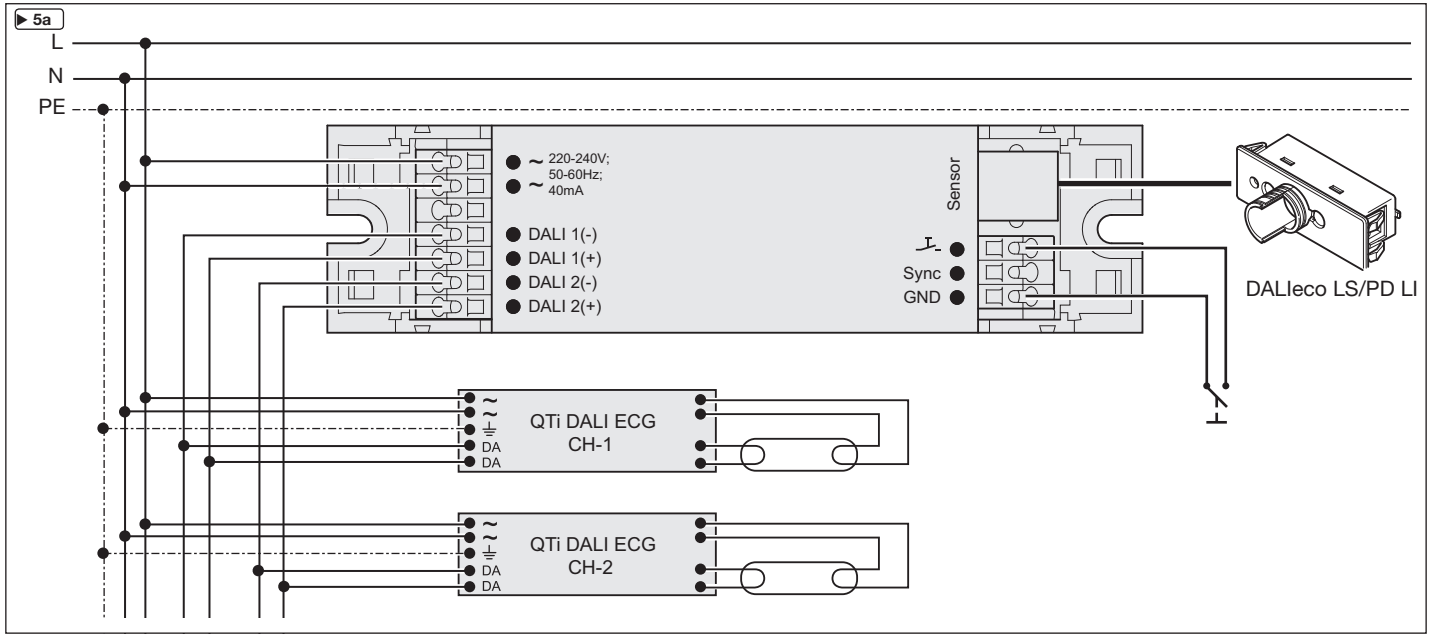 ▶ 5a
L
N
PE
~ 220-240V;
50-60Hz;
~ 40mA
DALI 1(-)
DALI 1(+)
DALI 2(-)
DALI 2(+)
Sensor
Sync
GND
DALIeco LS/PD LI
~
~
DA
DA
QTi DALI ECG
CH-1
~
~
DA
DA
QTi DALI ECG
CH-2